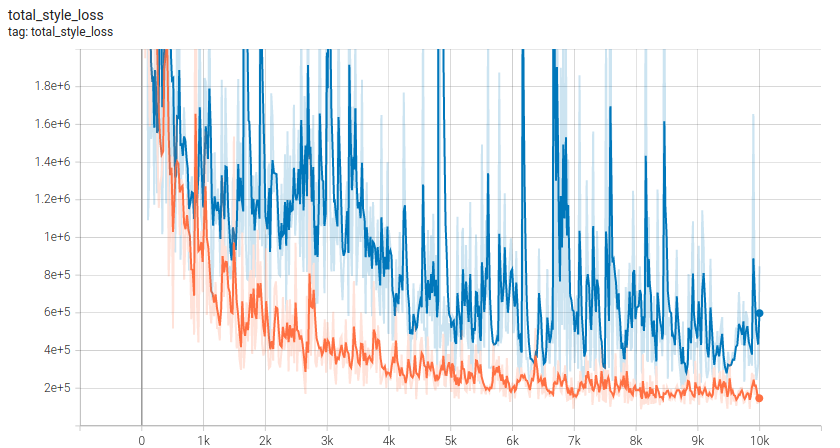 total_style_loss
tag: total_style_loss
1.8e+6
1.6e+6
1.4e+6
1.2e+6
1e+6
8e+5
6e+5
4e+5
2e+5
0 1k 2k 3k 4k 5k 6k 7k 8k 9k 10k